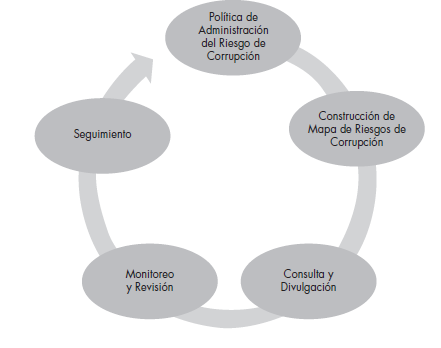 Política de
Administración
del Riesgo de
Corrupción
Construcción de
Mapa de Riesgos de
Corrupción
Consulta y
Divulgación
Monitoreo
y Revisión
Seguimiento